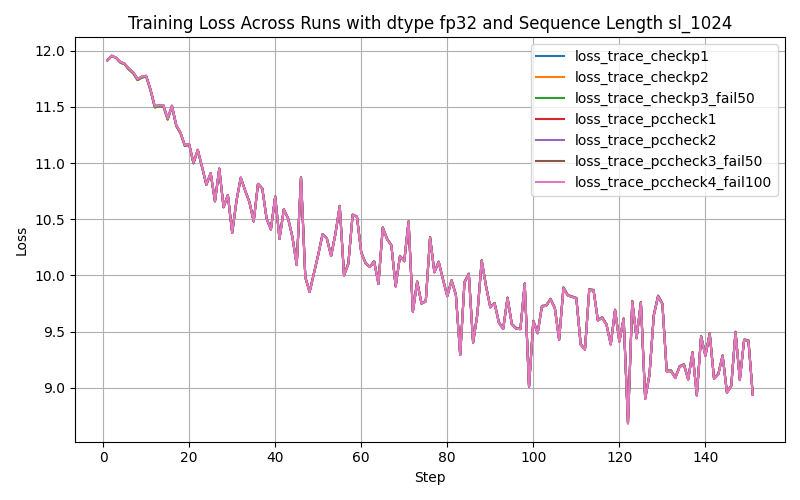 Training Loss Across Runs with dtype fp32 and Sequence Length sl_1024
loss_trace_checkp1
loss_trace_checkp2
loss_trace_checkp3_fail50
loss_trace_pccheck1
loss_trace_pccheck2
loss_trace_pccheck3_fail50
loss_trace_pccheck4_fail100
Loss
12.0
11.5
11.0
10.5
10.0
9.5
9.0
0 20 40 60 80 100 120 140
Step